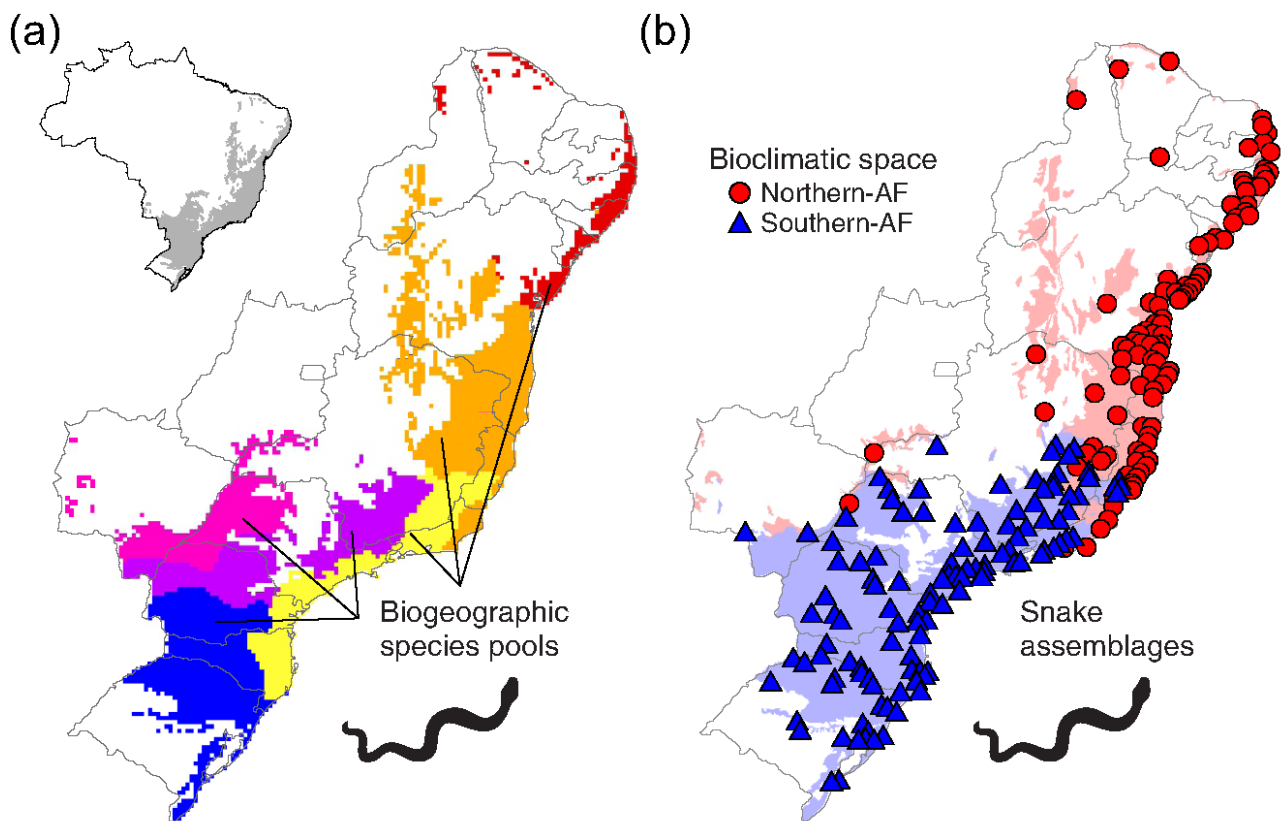 (a)
Biogeographic
species pools
(b)
Bioclimatic space
Northern-AF
Southern-AF
Snake
assemblages